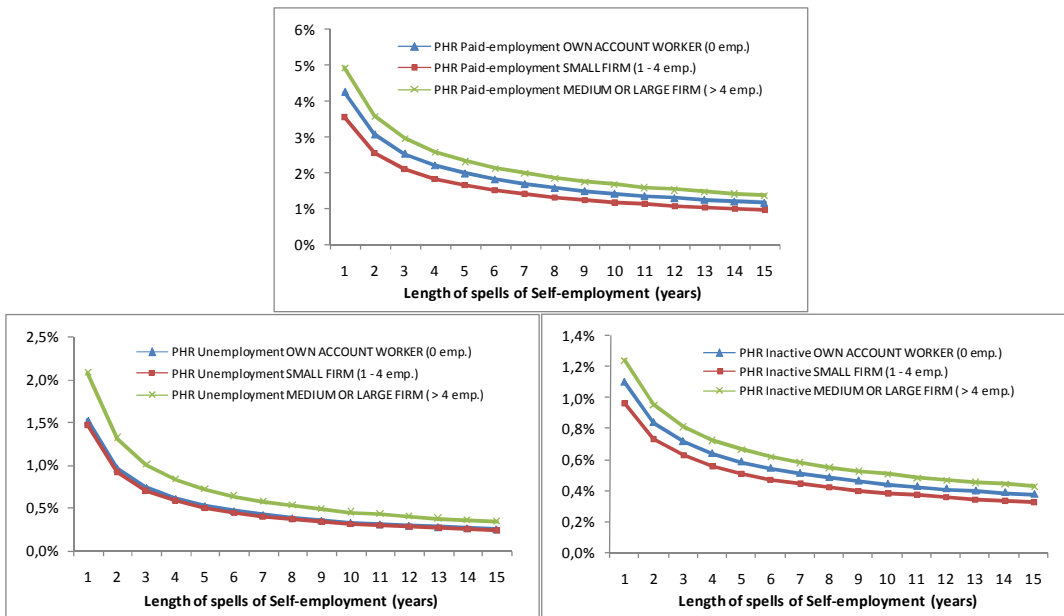 6%
5%
4%
3%
2%
1%
0%
PHR Paid-employment OWN ACCOUNT WORKER (0 emp.)
PHR Paid-employment SMALL FIRM (1 - 4 emp.)
PHR Paid-employment MEDIUM OR LARGE FIRM ( > 4 emp.)
1 2 3 4 5 6 7 8 9 10 11 12 13 14 15
Length of spells of Self-employment (years)
2,5%
2,0%
1,5%
1,0%
0,5%
0,0%
PHR Unemployment OWN ACCOUNT WORKER (0 emp.)
PHR Unemployment SMALL FIRM (1 - 4 emp.)
PHR Unemployment MEDIUM OR LARGE FIRM ( > 4 emp.)
1 2 3 4 5 6 7 8 9 10 11 12 13 14 15
Length of spells of Self-employment (years)
1,4%
1,2%
1,0%
0,8%
0,6%
0,4%
0,2%
0,0%
PHR Inactive OWN ACCOUNT WORKER (0 emp.)
PHR Inactive SMALL FIRM (1 - 4 emp.)
PHR Inactive MEDIUM OR LARGE FIRM ( > 4 emp.)
1 2 3 4 5 6 7 8 9 10 11 12 13 14 15
Length of spells of Self-employment (years)